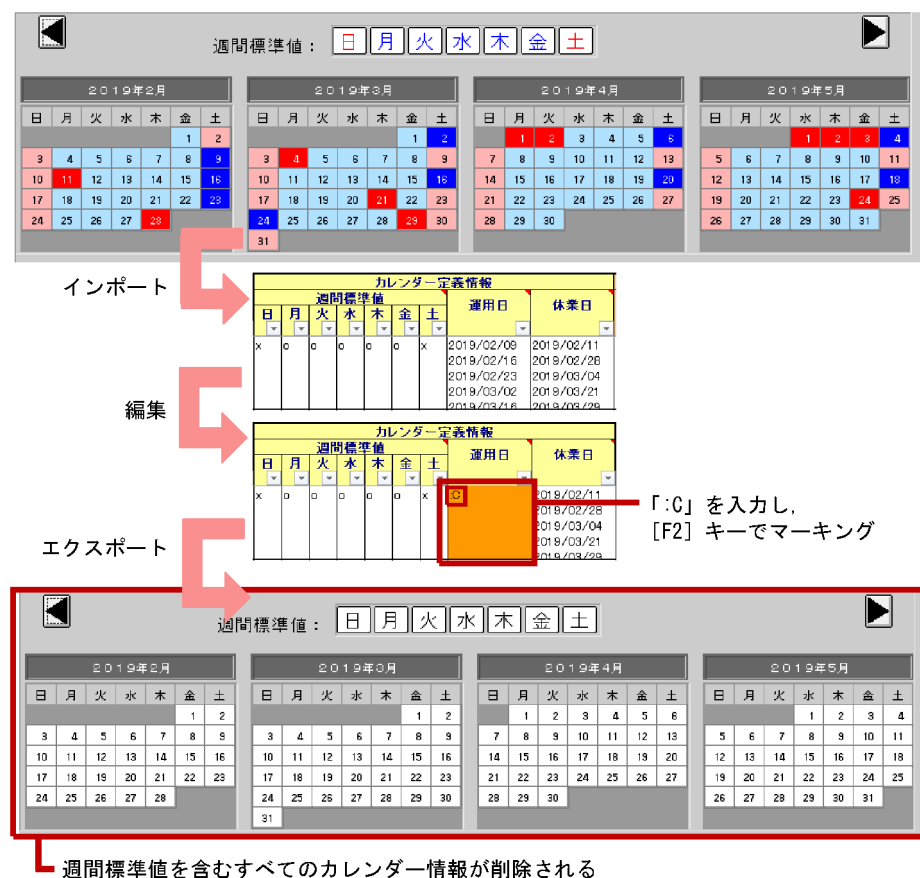 週間標準値： 日 月 火 水 木 金 土
2019年2月 2019年3月 2019年4月 2019年5月
日 月 火 水 木 金 土 日 月 火 水 木 金 土 日 月 火 水 木 金 土 日 月 火 水 木 金 土
1 2 1 2 1 2 3 4 5 6 1 2 3 4
3 4 5 6 7 8 9 3 4 5 6 7 8 9 7 8 9 10 11 12 13 5 6 7 8 9 10 11
10 11 12 13 14 15 16 10 11 12 13 14 15 16 14 15 16 17 18 19 20 12 13 14 15 16 17 18
17 18 19 20 21 22 23 17 18 19 20 21 22 23 21 22 23 24 25 26 27 19 20 21 22 23 24 25
24 25 26 27 28 24 25 26 27 28 29 30 28 29 30 26 27 28 29 30 31
31
インポート
カレンダー定義情報
週間標準値 運用日 休業日
日 月 火 水 木 金 土
x o o o o o x 2019/02/09 2019/02/11
2019/02/16 2019/02/28
2019/02/23 2019/03/04
2019/03/02 2019/03/21
2019/03/16 2019/03/29
編集
カレンダー定義情報
週間標準値 運用日 休業日
日 月 火 水 木 金 土
x o o o o o x :C 2019/02/11
2019/02/28
2019/03/04
2019/03/21
2019/03/29
「:C」を入力し，
[F2] キーでマーキング
エクスポート
週間標準値： 日 月 火 水 木 金 土
2019年2月 2019年3月 2019年4月 2019年5月
日 月 火 水 木 金 土 日 月 火 水 木 金 土 日 月 火 水 木 金 土 日 月 火 水 木 金 土
1 2 1 2 1 2 3 4 5 6 1 2 3 4
3 4 5 6 7 8 9 3 4 5 6 7 8 9 7 8 9 10 11 12 13 5 6 7 8 9 10 11
10 11 12 13 14 15 16 10 11 12 13 14 15 16 14 15 16 17 18 19 20 12 13 14 15 16 17 18
17 18 19 20 21 22 23 17 18 19 20 21 22 23 21 22 23 24 25 26 27 19 20 21 22 23 24 25
24 25 26 27 28 24 25 26 27 28 29 30 28 29 30 26 27 28 29 30 31
31
週間標準値を含むすべてのカレンダー情報が削除される